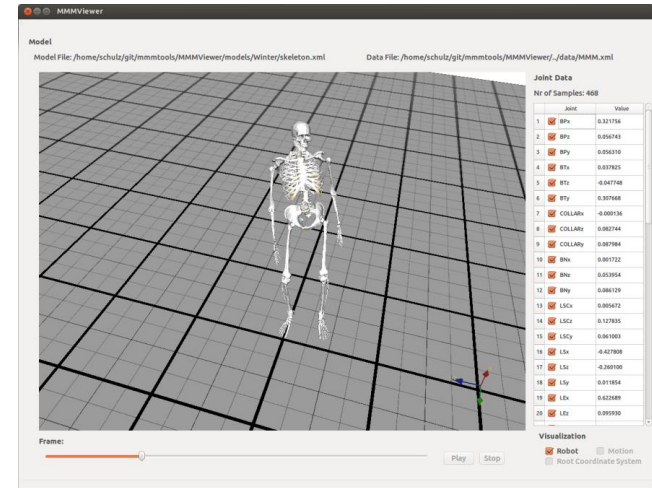 MMMViewer
Model
Model File: /home/schulz/git/mmmtools/MMMViewer/models/Winter/skeleton.xml
Data File: /home/schulz/git/mmmtools/MMMViewer/../data/MMM.xml
Joint Data
Nr of Samples: 468
Joint Value
1 BPx 0.321756
2 BPz 0.056743
3 BPy 0.056310
4 BTx 0.037825
5 BTz -0.047748
6 BTy 0.307668
7 COLLARx -0.000136
8 COLLARz 0.082744
9 COLLARy 0.087984
10 BNx 0.001722
11 BNz 0.053954
12 BNy 0.086129
13 LSCx 0.005672
14 LSCz 0.127835
15 LSCy 0.061003
16 LSx -0.427808
17 LSz -0.260100
18 LSy 0.011854
19 LEx 0.622689
20 LEz 0.095930
Frame:
Play Stop
Visualization
Robot Motion
Root Coordinate System